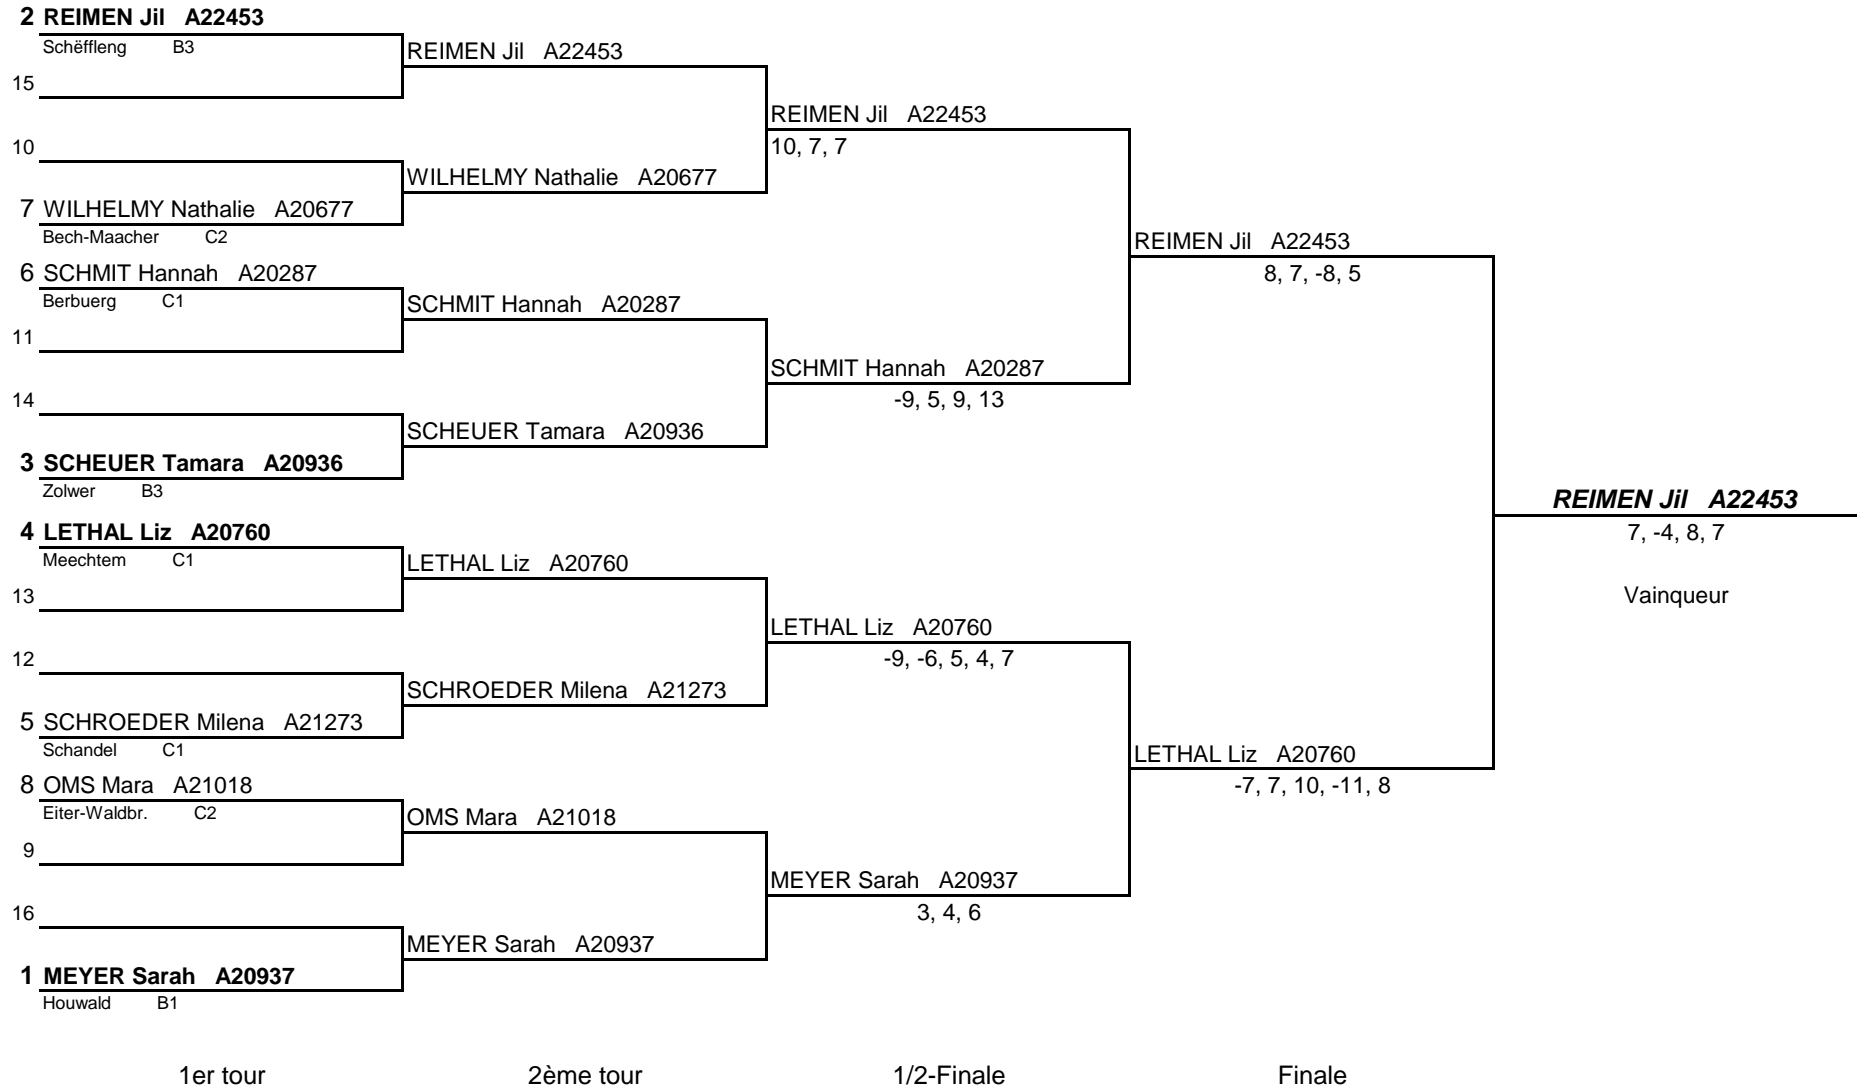 2 REIMEN Jil A22453
Schëffleng B3
REIMEN Jil A22453
15
REIMEN Jil A22453
10
10, 7, 7
WILHELMY Nathalie A20677
7 WILHELMY Nathalie A20677
Bech-Maacher C2
REIMEN Jil A22453
8, 7, -8, 5
6 SCHMIT Hannah A20287
Berbuerg C1
SCHMIT Hannah A20287
11
SCHMIT Hannah A20287
-9, 5, 9, 13
14
SCHEUER Tamara A20936
3 SCHEUER Tamara A20936
Zolwer B3
REIMEN Jil A22453
7, -4, 8, 7
Vainqueur
4 LETHAL Liz A20760
Meechtem C1
LETHAL Liz A20760
13
LETHAL Liz A20760
-9, -6, 5, 4, 7
12
SCHROEDER Milena A21273
5 SCHROEDER Milena A21273
Schandel C1
LETHAL Liz A20760
-7, 7, 10, -11, 8
8 OMS Mara A21018
Eiter-Waldbr. C2
OMS Mara A21018
9
MEYER Sarah A20937
3, 4, 6
16
MEYER Sarah A20937
1 MEYER Sarah A20937
Houwald B1
1er tour 2ème tour 1/2-Finale Finale